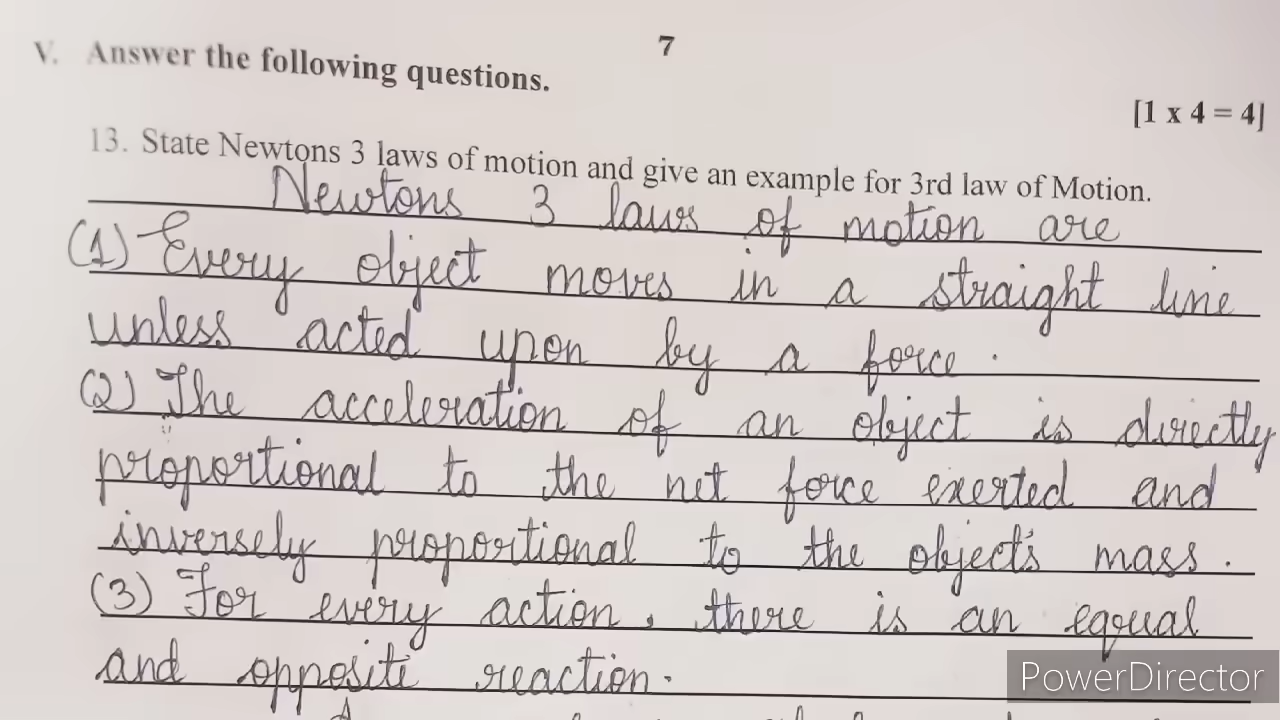 7
V. Answer the following questions.
[1 x 4 = 4]
13. State Newtons 3 laws of motion and give an example for 3rd law of Motion.
Newtons 3 laws of motion are
(1) Every object moves in a straight line
unless acted upon by a force.
(2) The acceleration of an object is directly
proportional to the net force exerted and
inversely proportional to the object's mass.
(3) For every action, there is an equal
and opposite reaction.
PowerDirector